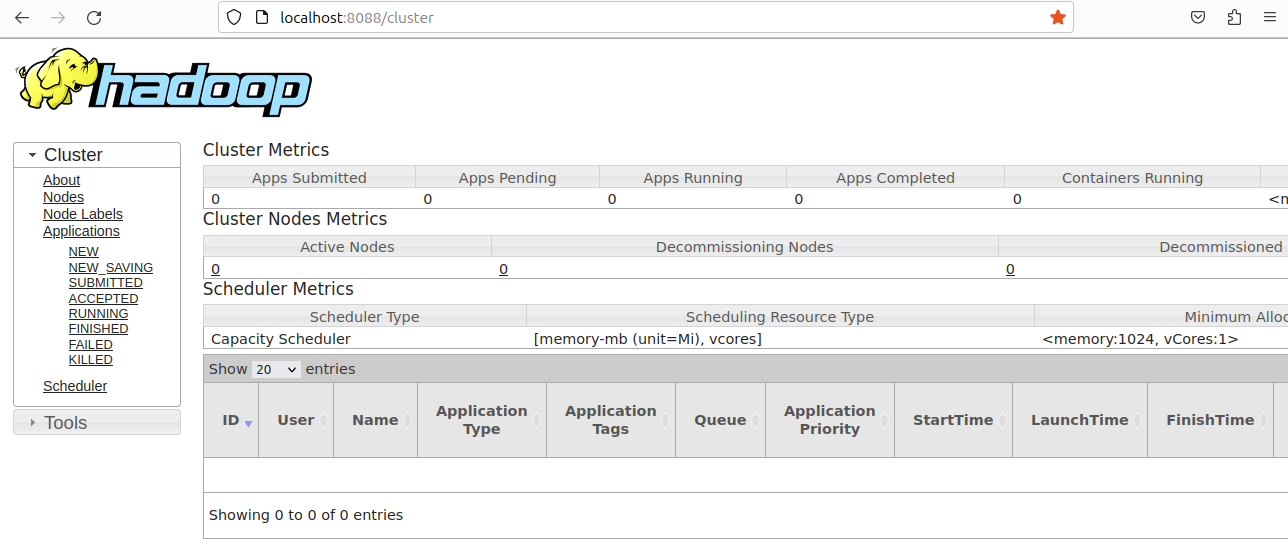 localhost:8088/cluster
hadoop
Cluster
About
Nodes
Node Labels
Applications
NEW
NEW_SAVING
SUBMITTED
ACCEPTED
RUNNING
FINISHED
FAILED
KILLED
Scheduler
Tools
Cluster Metrics
Apps Submitted Apps Pending Apps Running Apps Completed Containers Running
0 0 0 0 0 <m
Cluster Nodes Metrics
Active Nodes Decommissioning Nodes Decommissioned
0 0 0
Scheduler Metrics
Scheduler Type Scheduling Resource Type Minimum Alloc
Capacity Scheduler [memory-mb (unit=Mi), vcores] <memory:1024, vCores:1>
Show 20 entries
ID User Name Application Type Application Tags Queue Application Priority StartTime LaunchTime FinishTime
Showing 0 to 0 of 0 entries